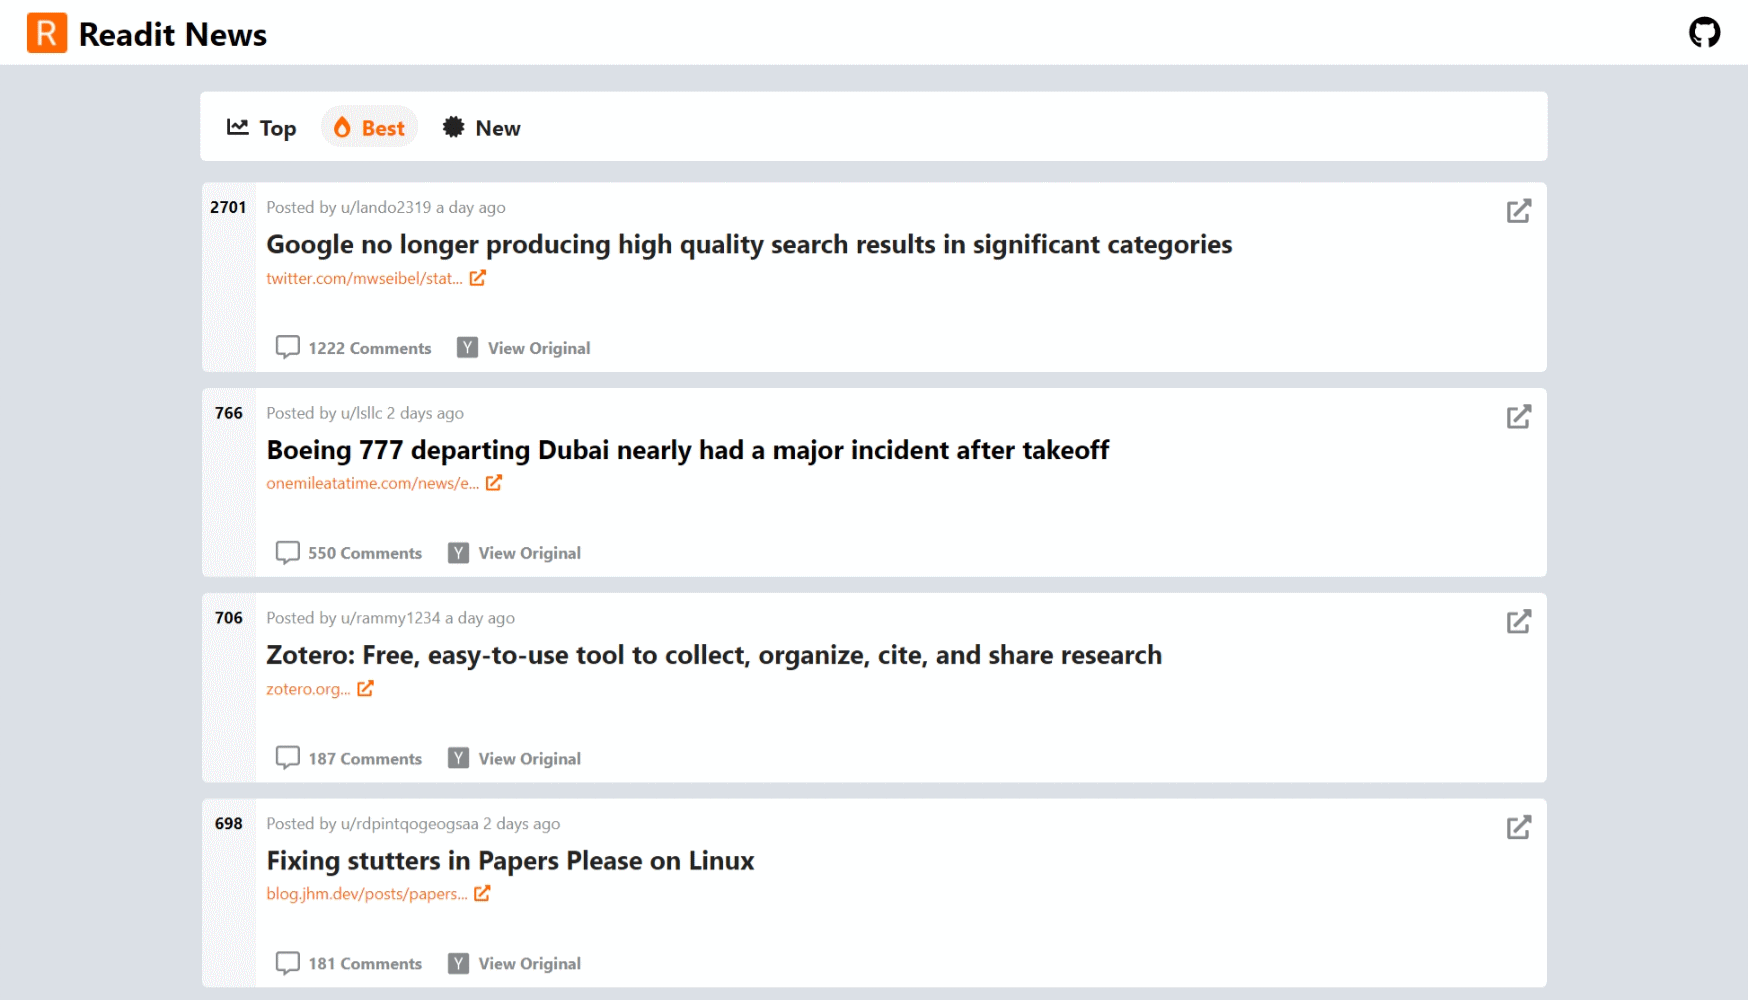 R Readit News
Top Best New
2701 Posted by u/lando2319 a day ago
Google no longer producing high quality search results in significant categories
twitter.com/mwseibel/stat...
1222 Comments Y View Original
766 Posted by u/lsllc 2 days ago
Boeing 777 departing Dubai nearly had a major incident after takeoff
onemileatatime.com/news/e...
550 Comments Y View Original
706 Posted by u/rammy1234 a day ago
Zotero: Free, easy-to-use tool to collect, organize, cite, and share research
zotero.org...
187 Comments Y View Original
698 Posted by u/rdpintqogeogsaa 2 days ago
Fixing stutters in Papers Please on Linux
blog.jhm.dev/posts/papers...
181 Comments Y View Original